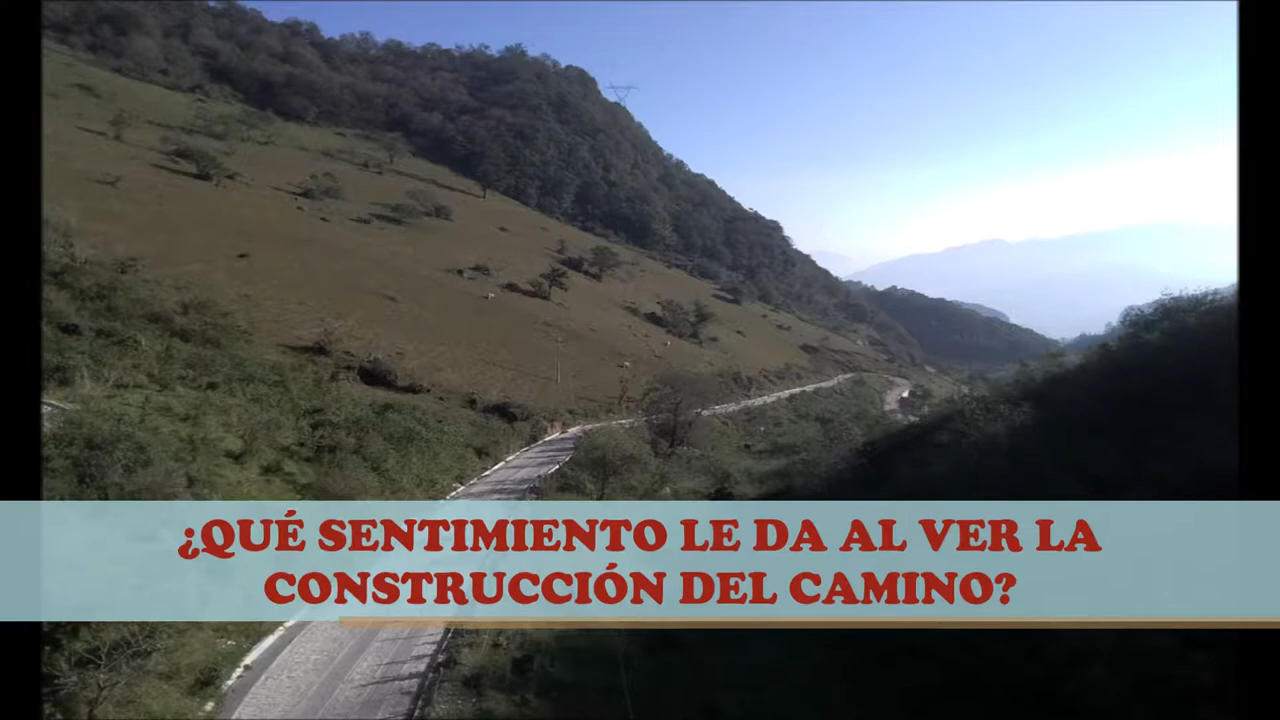 ¿QUÉ SENTIMIENTO LE DA AL VER LA
CONSTRUCCIÓN DEL CAMINO?